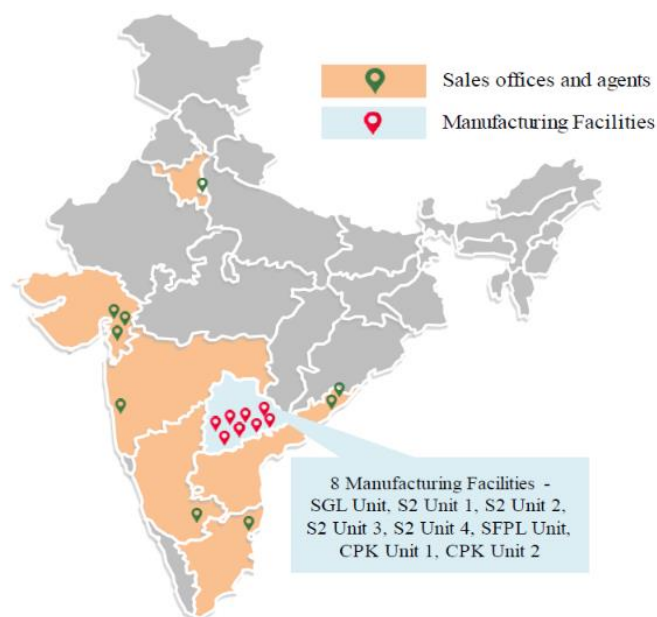 Sales offices and agents
Manufacturing Facilities
8 Manufacturing Facilities -
SGL Unit, S2 Unit 1, S2 Unit 2,
S2 Unit 3, S2 Unit 4, SFPL Unit,
CPK Unit 1, CPK Unit 2